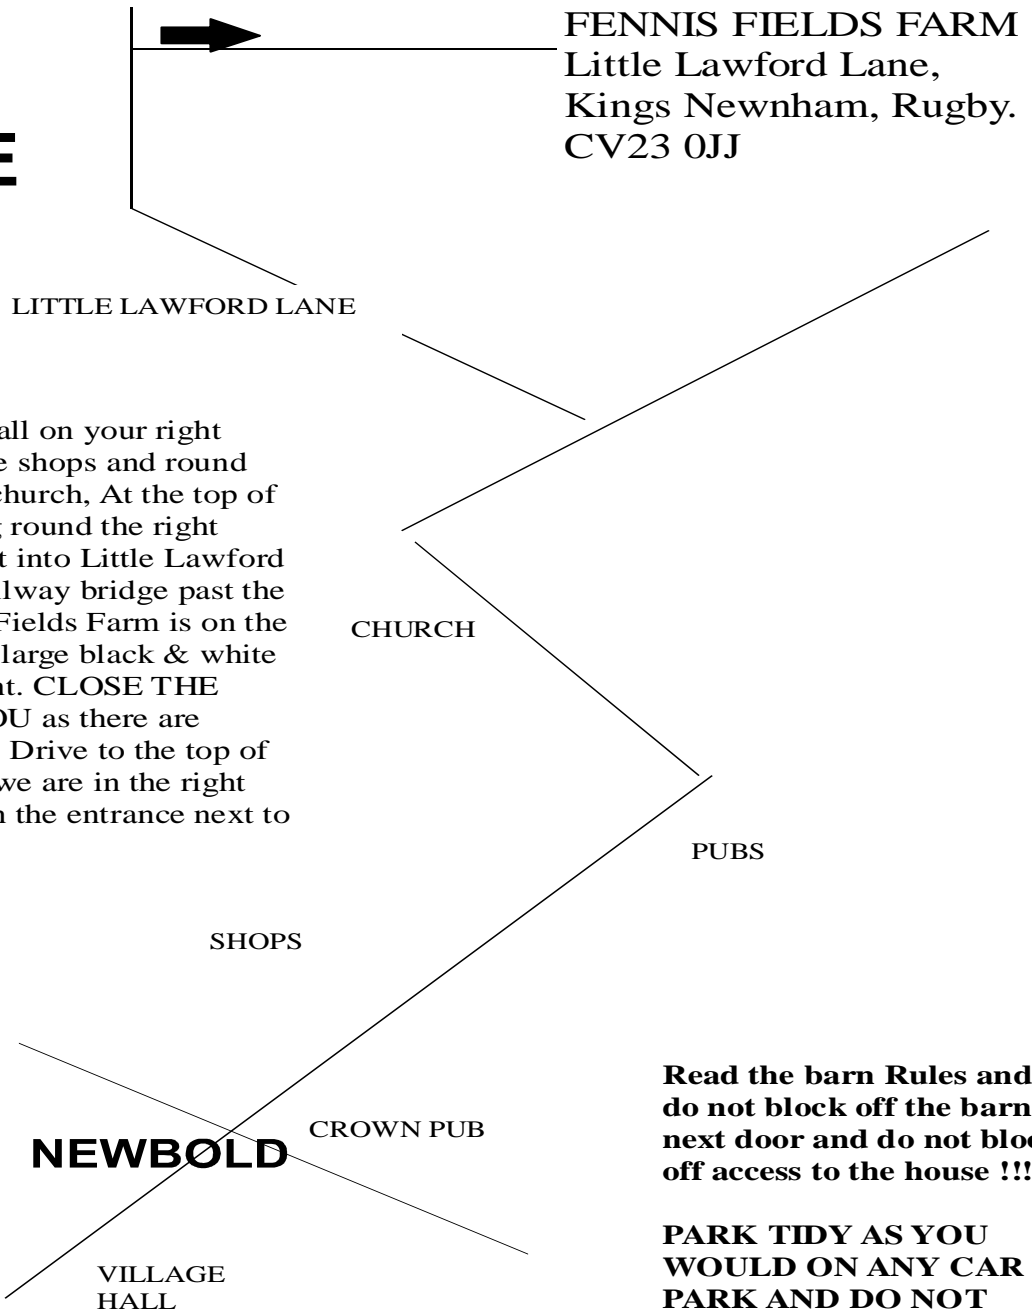 FENNIS FIELDS FARM
Little Lawford Lane,
Kings Newnham, Rugby.
CV23 0JJ
E
LITTLE LAWFORD LANE
all on your right
e shops and round
church, At the top of
round the right
t into Little Lawford
ilway bridge past the
Fields Farm is on the
large black & white
nt. CLOSE THE
OU as there are
Drive to the top of
we are in the right
n the entrance next to
CHURCH
PUBS
SHOPS
CROWN PUB
NEWBOLD
VILLAGE
HALL
Read the barn Rules and
do not block off the barn
next door and do not bloc
off access to the house !!!
PARK TIDY AS YOU
WOULD ON ANY CAR
PARK AND DO NOT